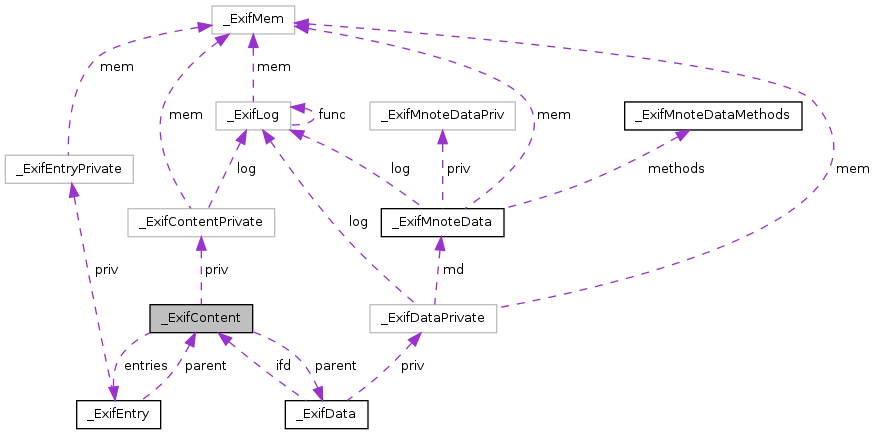 _ExifMem
mem
mem
mem
mem
mem
_ExifLog
func
_ExifMnoteDataPriv
_ExifMnoteDataMethods
_ExifEntryPrivate
log
log
priv
methods
_ExifContentPrivate
log
_ExifMnoteData
priv
priv
md
_ExifContent
_ExifDataPrivate
entries
parent
ifd
parent
priv
_ExifEntry
_ExifData